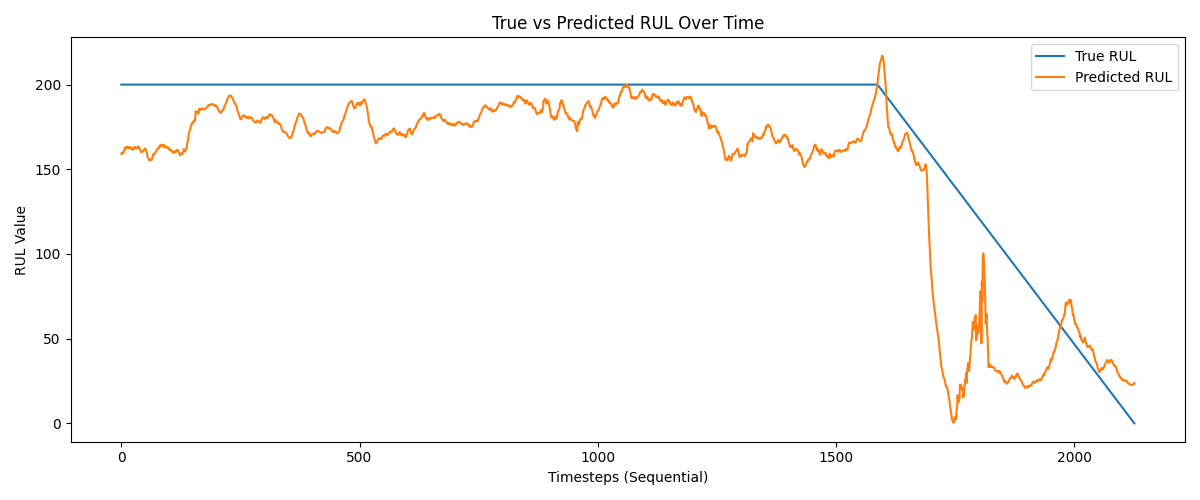 True vs Predicted RUL Over Time
True RUL
Predicted RUL
RUL Value
200
150
100
50
0
0 500 1000 1500 2000
Timesteps (Sequential)